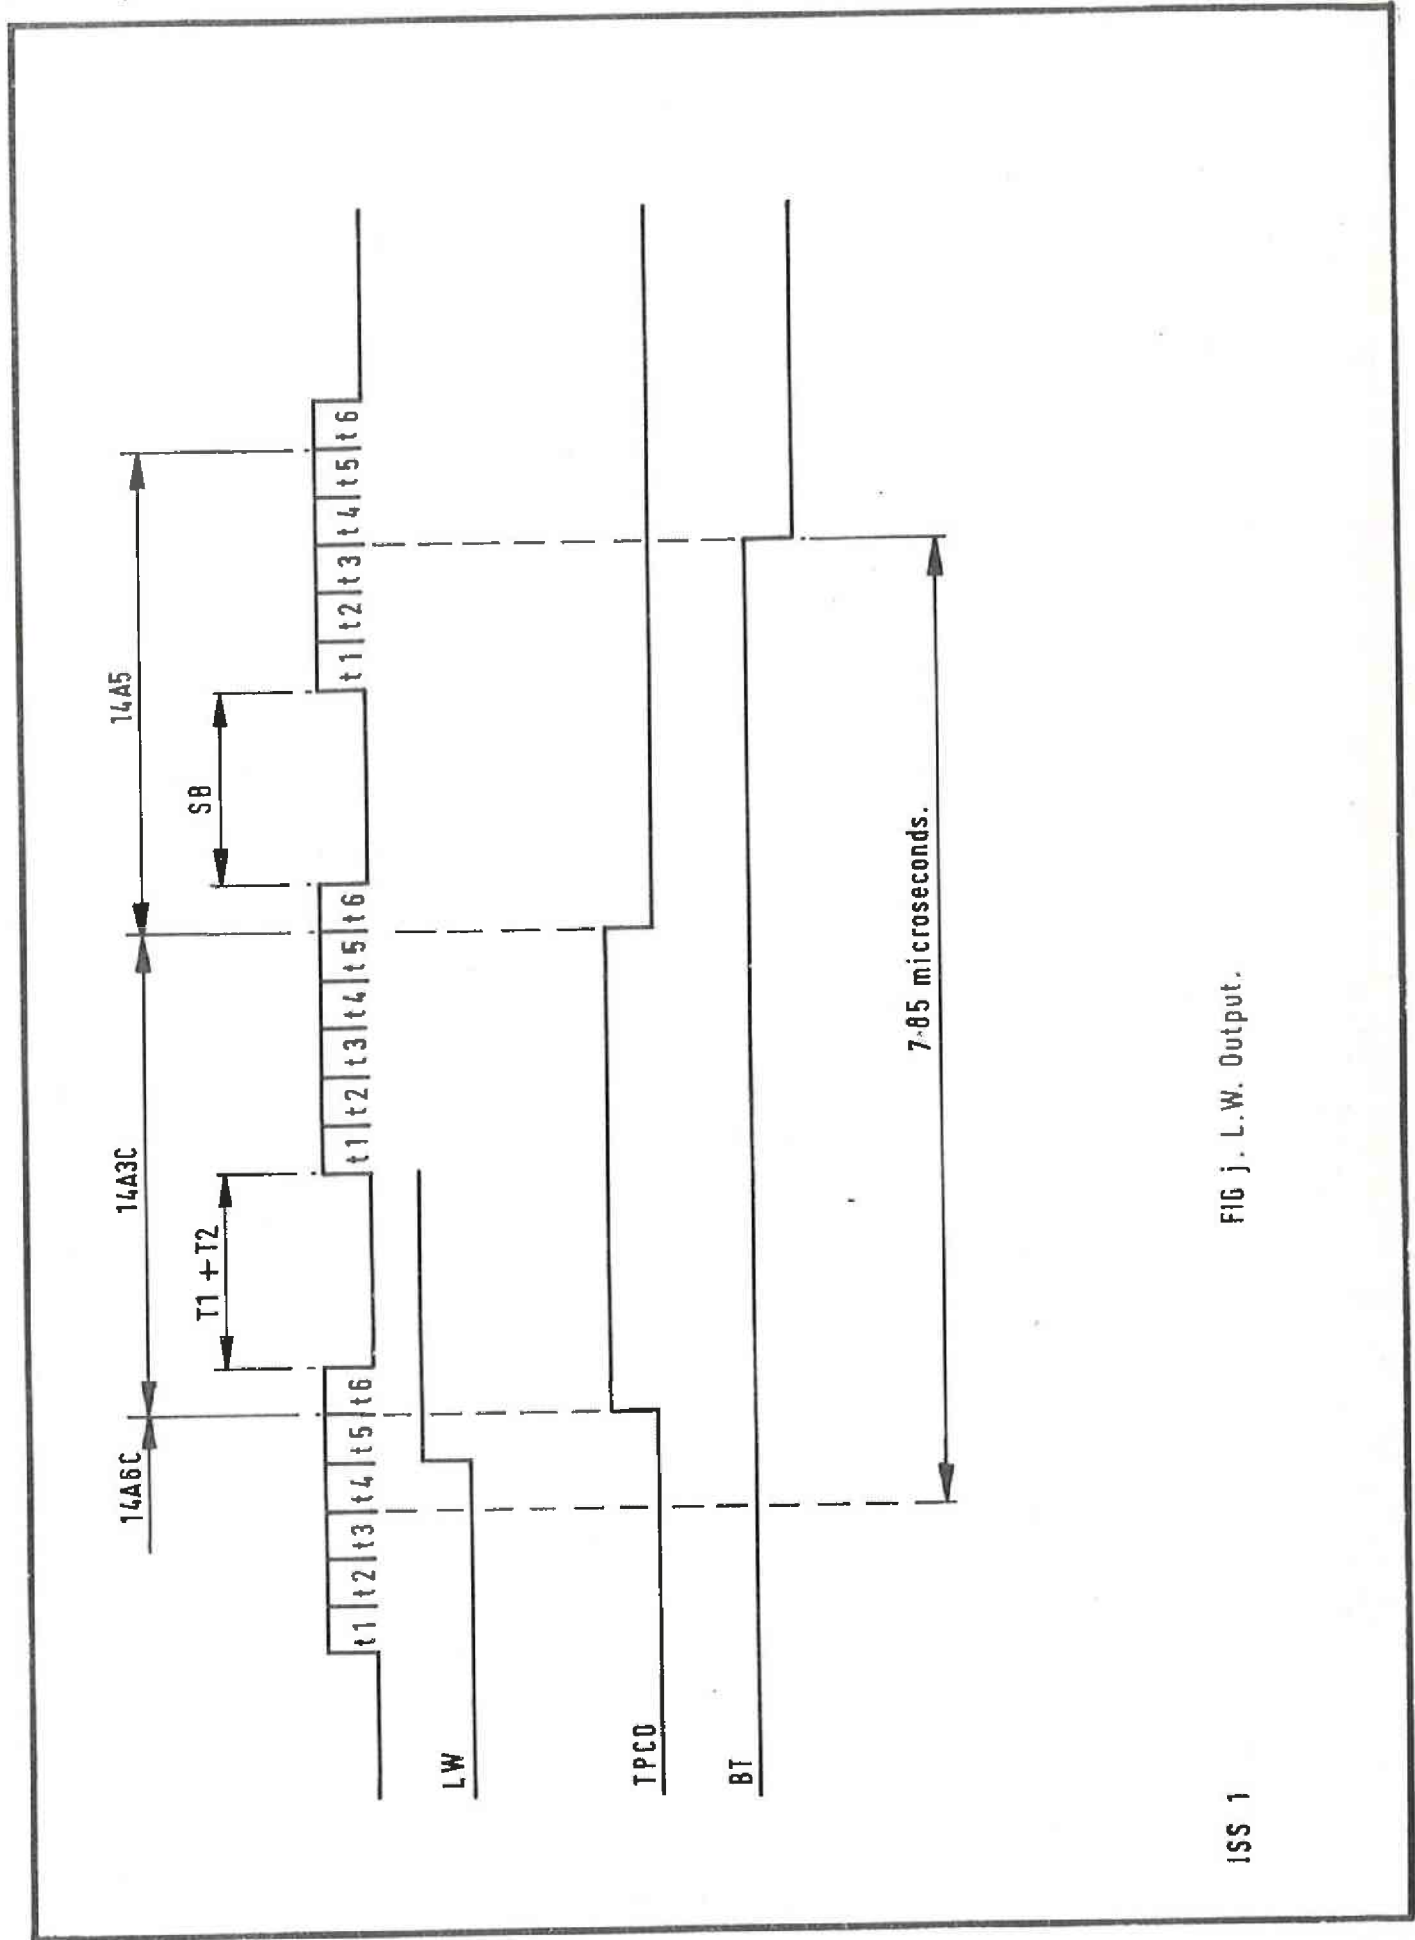 14A6C 14A3C 14A5
T1 + T2 SB
t1 t2 t3 t4 t5 t6 t1 t2 t3 t4 t5 t6 t1 t2 t3 t4 t5 t6
LW
TPCD
BT
7·85 microseconds.
FIG j. L.W. Output.
ISS 1